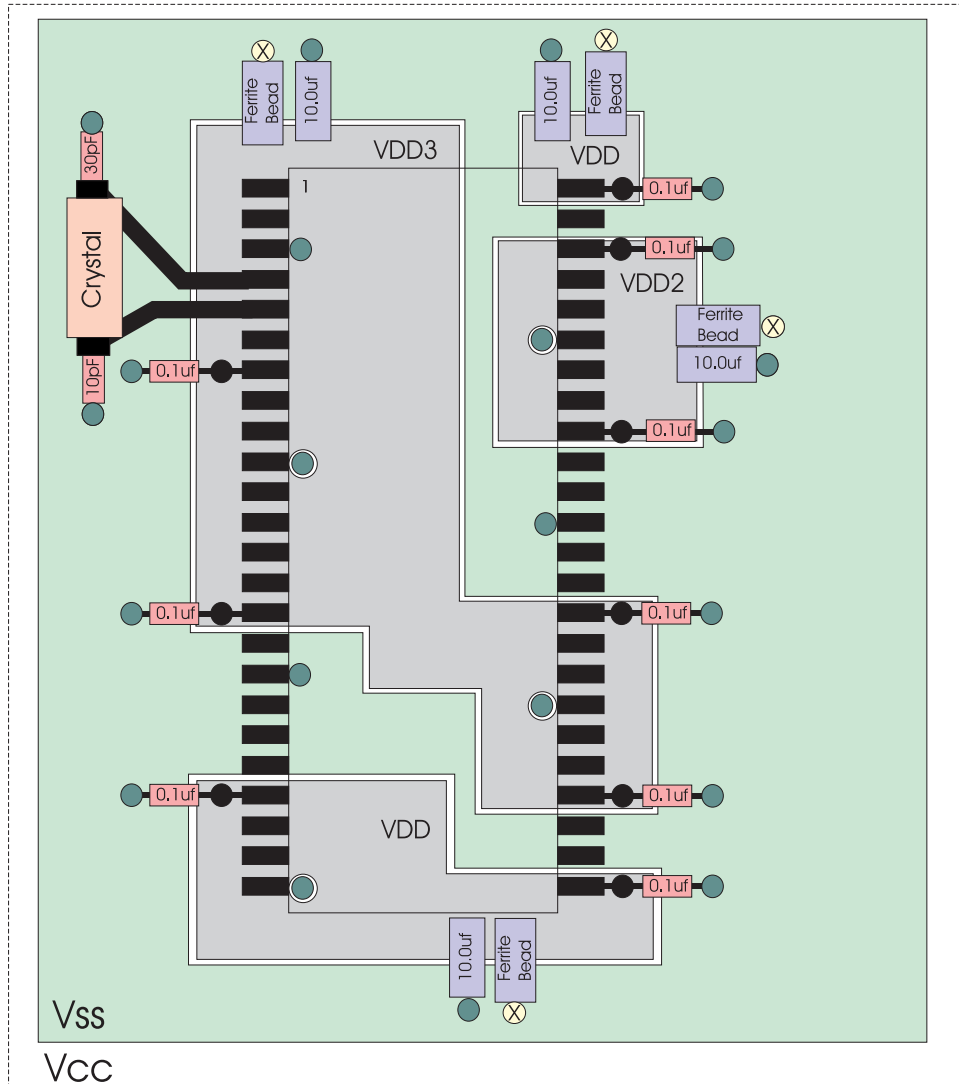 Ferrite
Bead
10.0uf
10.0uf
Ferrite
Bead
30pF
VDD3
VDD
1
0.1uf
Crystal
0.1uf
VDD2
Ferrite
Bead
10.0uf
10pF
0.1uf
0.1uf
0.1uf
0.1uf
0.1uf
0.1uf
VDD
0.1uf
10.0uf
Ferrite
Bead
Vss
Vcc